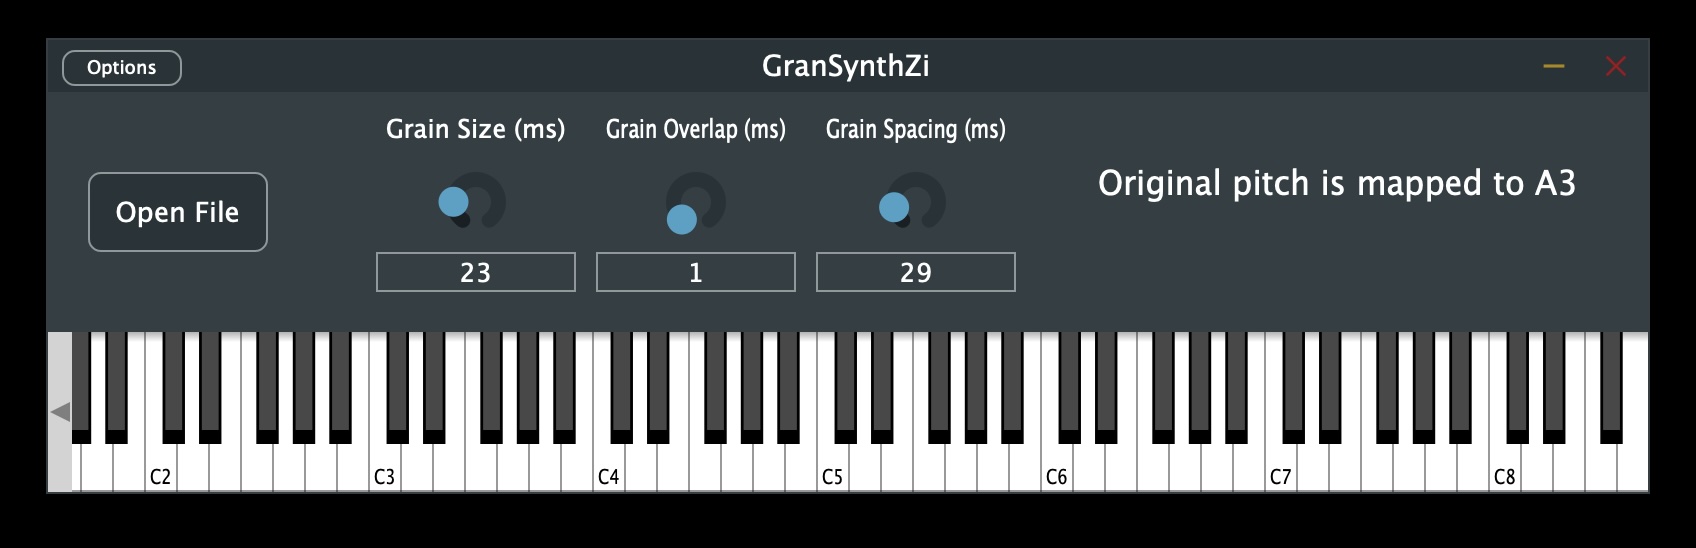 Options
GranSynthZi
Grain Size (ms)
Grain Overlap (ms)
Grain Spacing (ms)
Open File
Original pitch is mapped to A3
23
1
29
C2
C3
C4
C5
C6
C7
C8